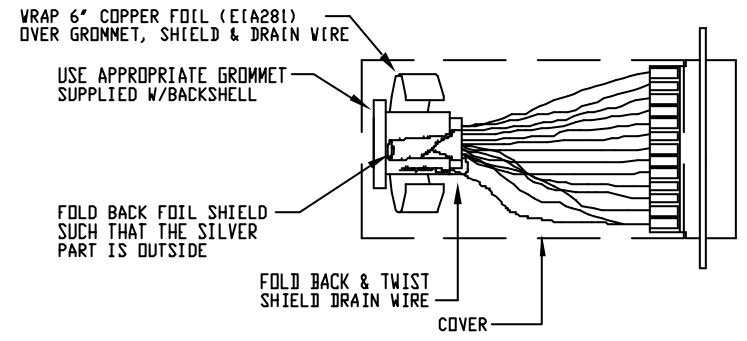 WRAP 6" COPPER FOIL (EIA281)
OVER GROMMET, SHIELD & DRAIN WIRE
USE APPROPRIATE GROMMET
SUPPLIED W/BACKSHELL
FOLD BACK FOIL SHIELD
SUCH THAT THE SILVER
PART IS OUTSIDE
FOLD BACK & TWIST
SHIELD DRAIN WIRE
COVER